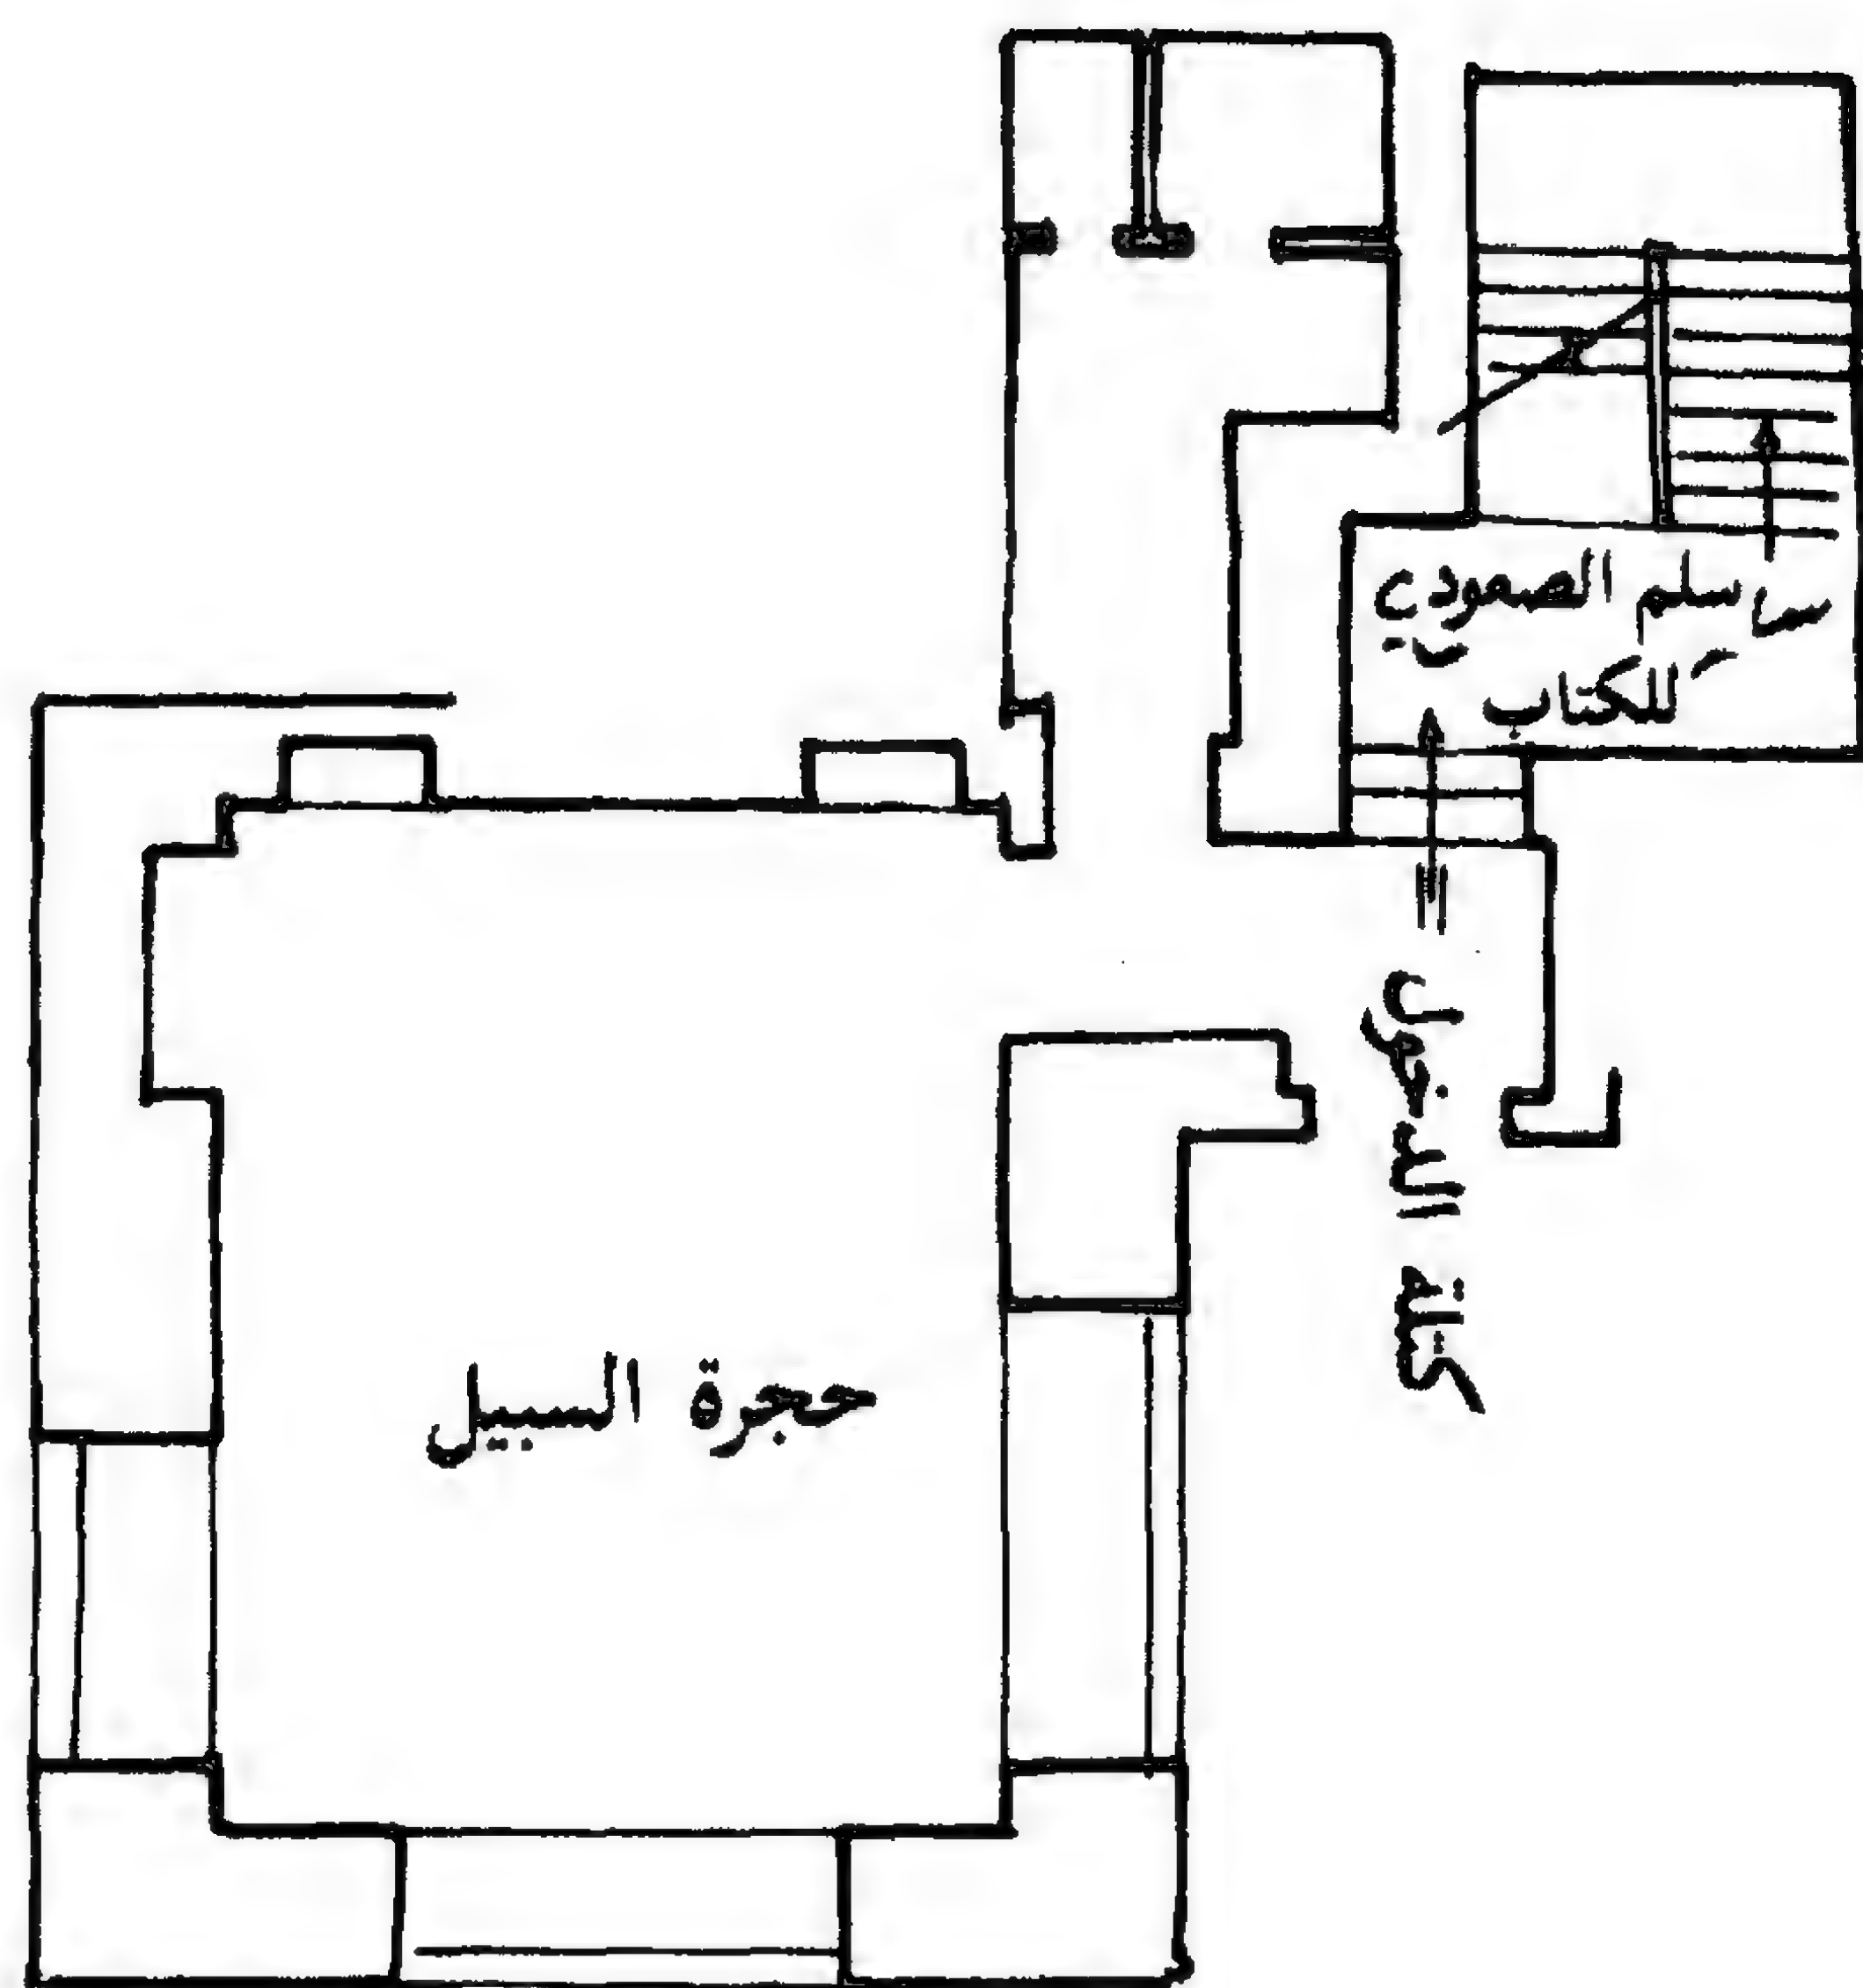 سلم الصعود
للكتاب
كتلة الدخول
حجرة السبيل